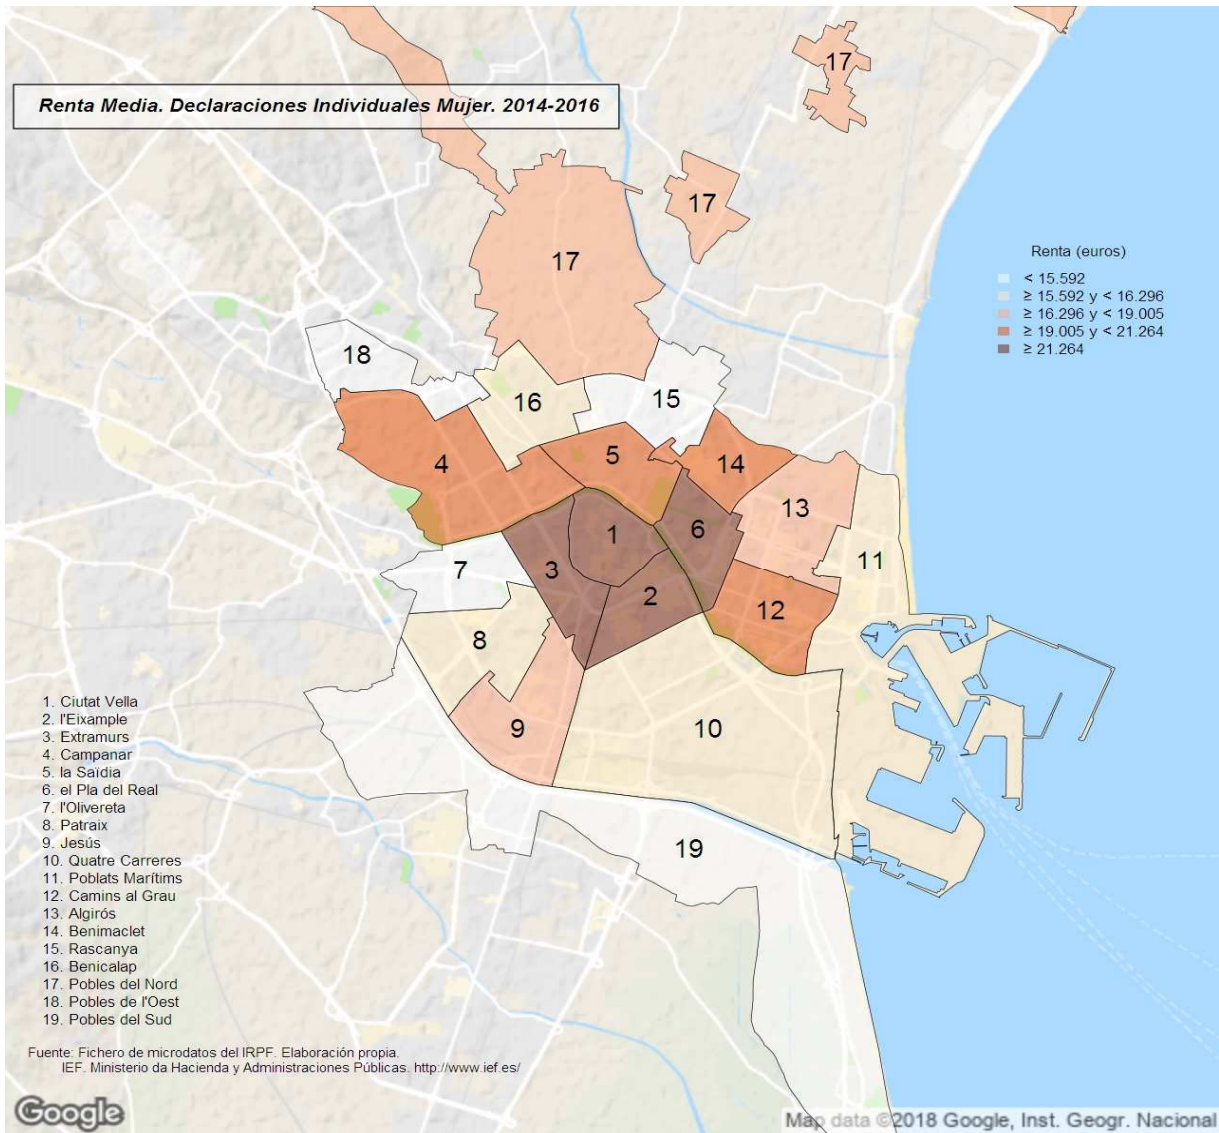 17
Renta Media. Declaraciones Individuales Mujer. 2014-2016
17
17
Renta (euros)
< 15.592
≥ 15.592 y < 16.296
≥ 16.296 y < 19.005
≥ 19.005 y < 21.264
≥ 21.264
18
16
15
4
5
14
13
6
1
11
7
3
2
12
8
9
10
19
1. Ciutat Vella
2. l'Eixample
3. Extramurs
4. Campanar
5. la Saïdia
6. el Pla del Real
7. l'Olivereta
8. Patraix
9. Jesús
10. Quatre Carreres
11. Poblats Marítims
12. Camins al Grau
13. Algirós
14. Benimaclet
15. Rascanya
16. Benicalap
17. Pobles del Nord
18. Pobles de l'Oest
19. Pobles del Sud
Fuente: Fichero de microdatos del IRPF. Elaboración propia.
IEF. Ministerio da Hacienda y Administraciones Públicas. http://www.ief.es/
Google
Map data ©2018 Google, Inst. Geogr. Nacional